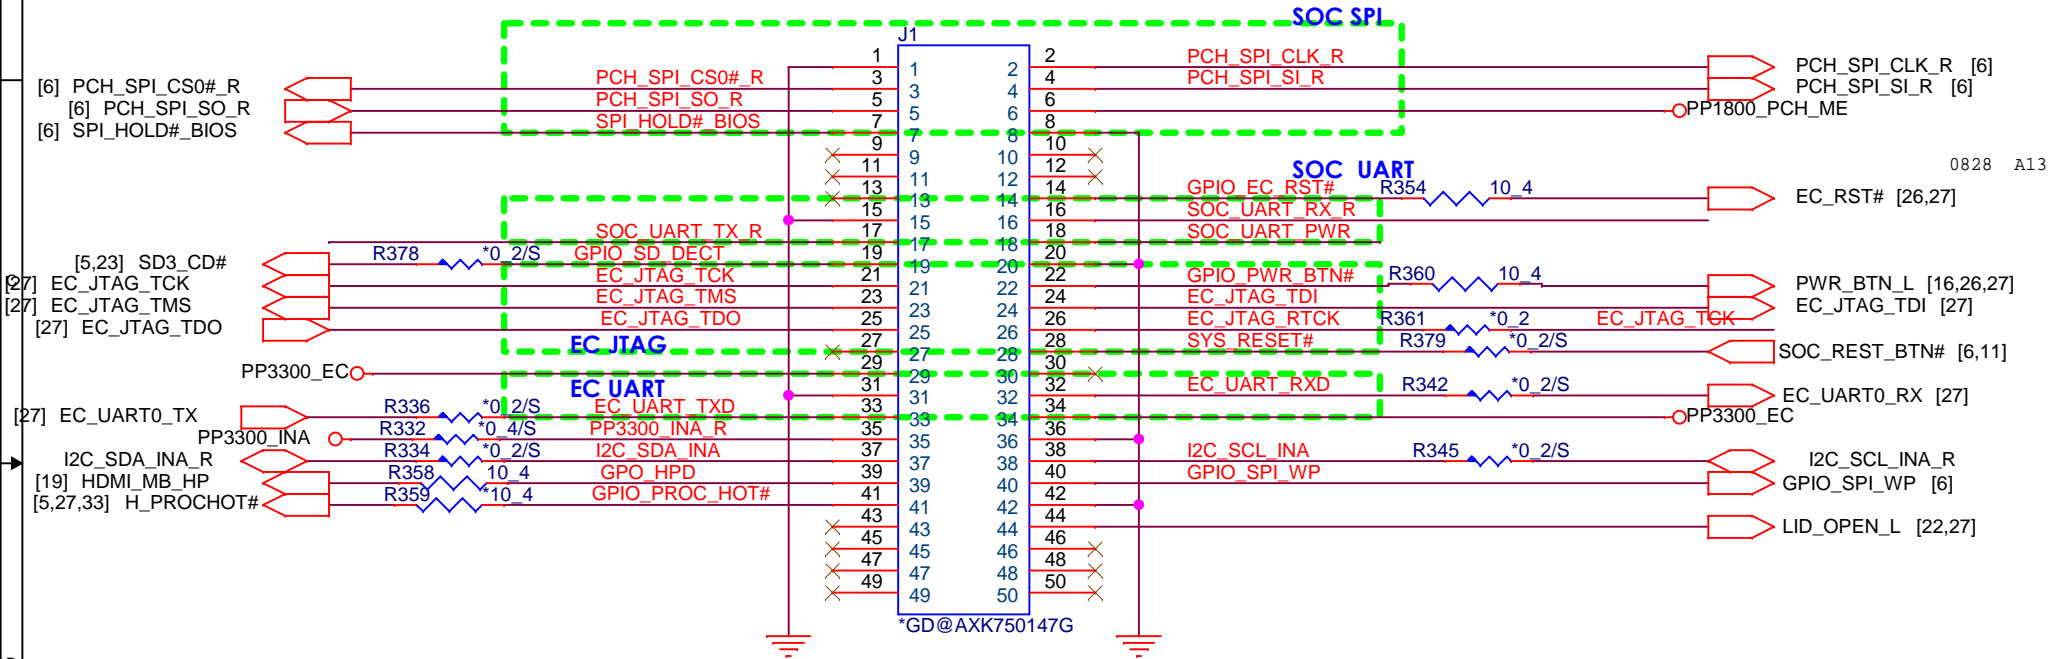 SOC SPI
J1
1 1 2 2 PCH_SPI_CLK_R PCH_SPI_CLK_R [6]
[6] PCH_SPI_CS0#_R PCH_SPI_CS0#_R 3 3 4 4 PCH_SPI_SI_R PCH_SPI_SI_R [6]
[6] PCH_SPI_SO_R PCH_SPI_SO_R 5 5 6 6 PP1800_PCH_ME
[6] SPI_HOLD#_BIOS SPI_HOLD#_BIOS 7 7 8 8
9 9 10 10
0828 A13
11 11 12 12
SOC UART
13 13 14 14 GPIO_EC_RST# R354 10_4 EC_RST# [26,27]
15 15 16 16 SOC_UART_RX_R
SOC_UART_TX_R 17 17 18 18 SOC_UART_PWR
[5,23] SD3_CD# R378 *0_2/S GPIO_SD_DECT 19 19 20 20
[27] EC_JTAG_TCK EC_JTAG_TCK 21 21 22 22 GPIO_PWR_BTN# R360 10_4 PWR_BTN_L [16,26,27]
[27] EC_JTAG_TMS EC_JTAG_TMS 23 23 24 24 EC_JTAG_TDI EC_JTAG_TDI [27]
[27] EC_JTAG_TDO EC_JTAG_TDO 25 25 26 26 EC_JTAG_RTCK R361 *0_2 EC_JTAG_TCK
EC JTAG
27 27 28 28 SYS_RESET# R379 *0_2/S SOC_REST_BTN# [6,11]
PP3300_EC 29 29 30 30
EC UART
31 31 32 32 EC_UART_RXD R342 *0_2/S EC_UART0_RX [27]
[27] EC_UART0_TX R336 *0_2/S EC_UART_TXD 33 33 34 34 PP3300_EC
PP3300_INA R332 *0_4/S PP3300_INA_R 35 35 36 36
I2C_SDA_INA_R R334 *0_2/S I2C_SDA_INA 37 37 38 38 I2C_SCL_INA R345 *0_2/S I2C_SCL_INA_R
[19] HDMI_MB_HP R358 10_4 GPO_HPD 39 39 40 40 GPIO_SPI_WP GPIO_SPI_WP [6]
[5,27,33] H_PROCHOT# R359 *10_4 GPIO_PROC_HOT# 41 41 42 42
43 43 44 44 LID_OPEN_L [22,27]
45 45 46 46
47 47 48 48
49 49 50 50
*GD@AXK750147G